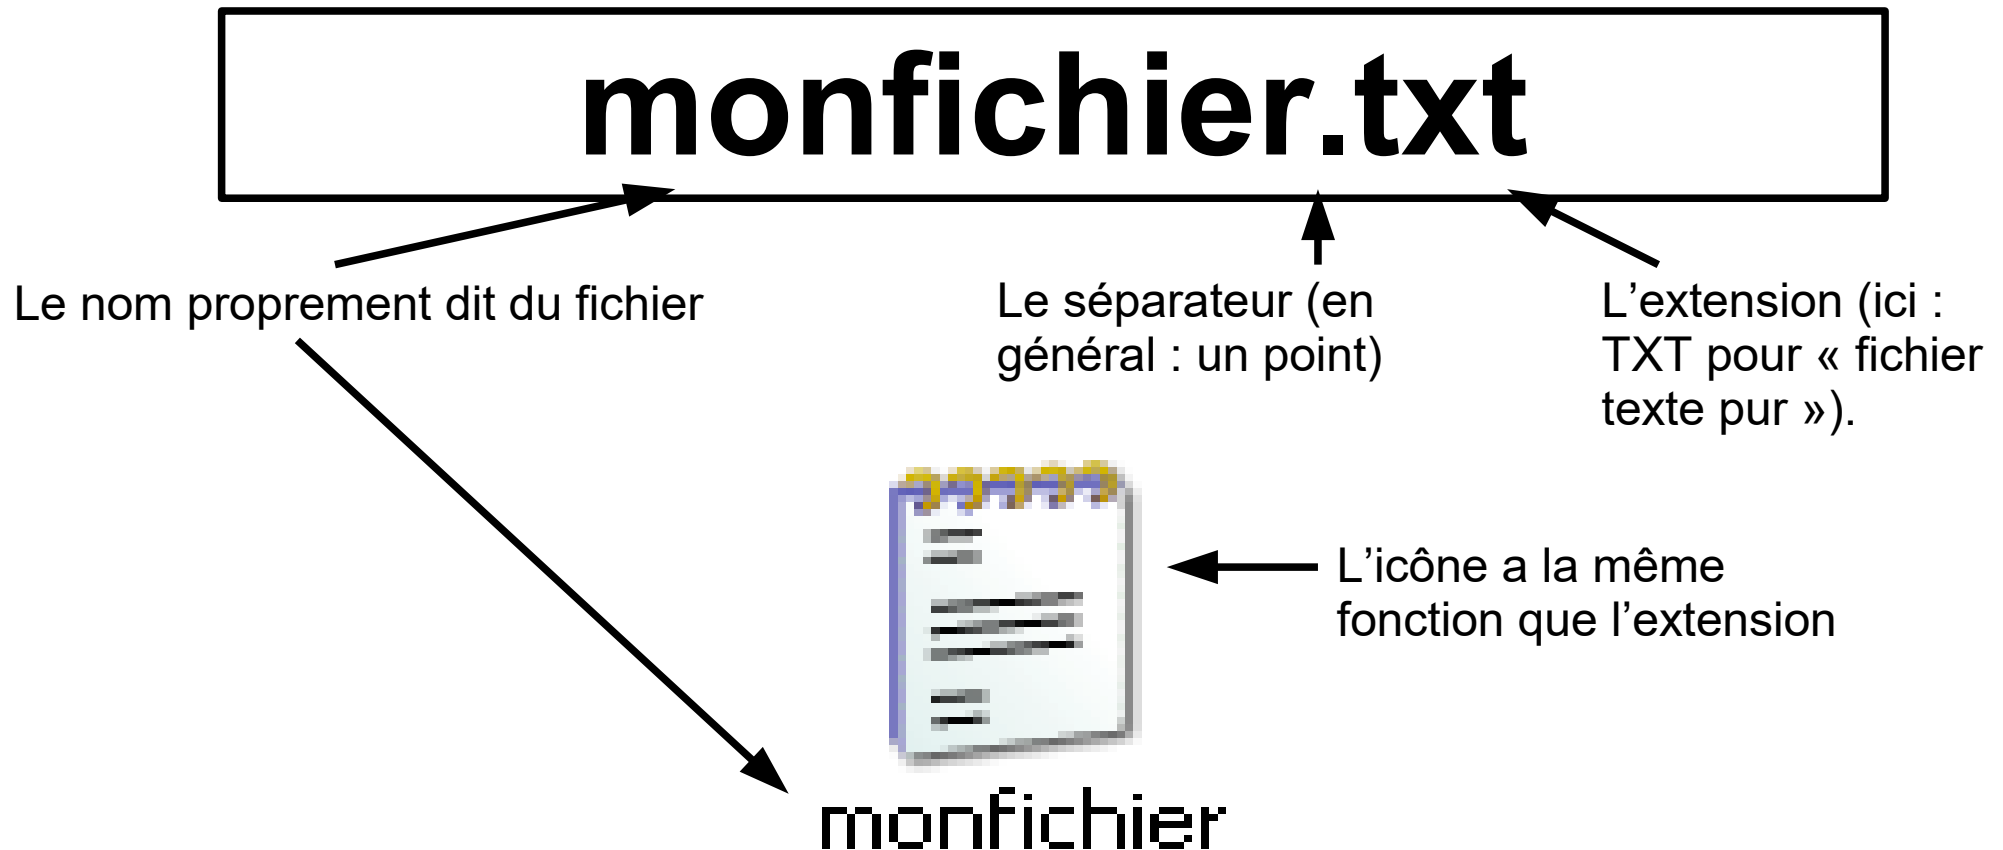 monfichier.txt
Le nom proprement dit du fichier
Le séparateur (en
général : un point)
L’extension (ici :
TXT pour « fichier
texte pur »).
L’icône a la même
fonction que l’extension
monfichier